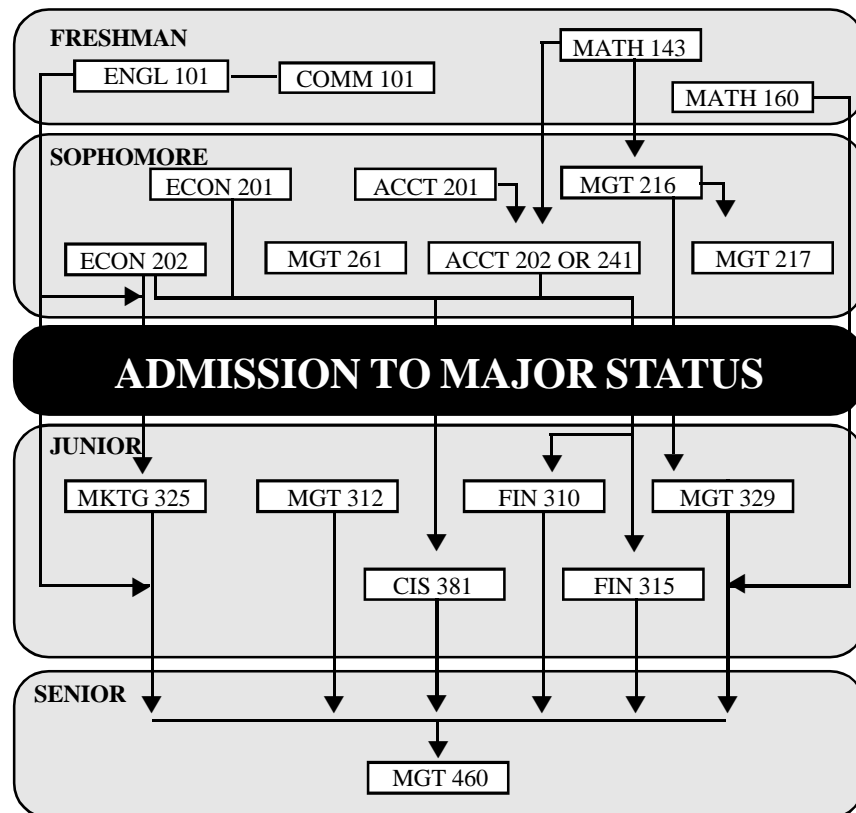 FRESHMAN
MATH 143
ENGL 101
COMM 101
MATH 160
SOPHOMORE
ECON 201
ACCT 201
MGT 216
ECON 202
MGT 261
ACCT 202 OR 241
MGT 217
ADMISSION TO MAJOR STATUS
JUNIOR
MKTG 325
MGT 312
FIN 310
MGT 329
CIS 381
FIN 315
SENIOR
MGT 460